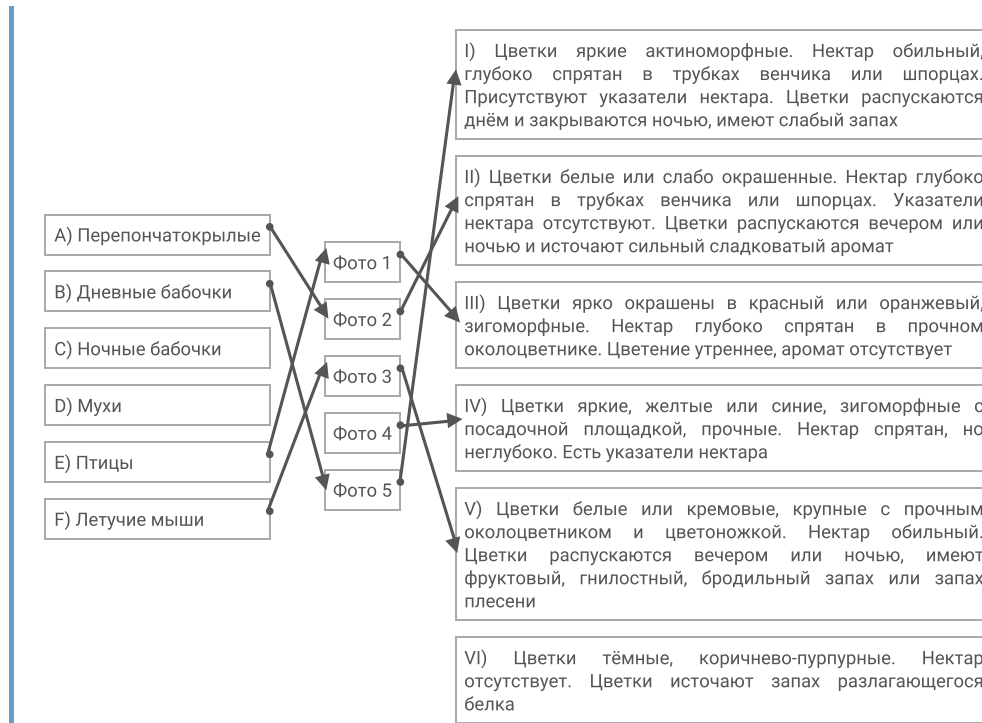 A) Перепончатокрылые
B) Дневные бабочки
C) Ночные бабочки
D) Мухи
E) Птицы
F) Летучие мыши
Фото 1
Фото 2
Фото 3
Фото 4
Фото 5
I) Цветки яркие актиноморфные. Нектар обильный,
глубоко спрятан в трубках венчика или шпорцах.
Присутствуют указатели нектара. Цветки распускаются
днём и закрываются ночью, имеют слабый запах
II) Цветки белые или слабо окрашенные. Нектар глубоко
спрятан в трубках венчика или шпорцах. Указатели
нектара отсутствуют. Цветки распускаются вечером или
ночью и источают сильный сладковатый аромат
III) Цветки ярко окрашены в красный или оранжевый,
зигоморфные. Нектар глубоко спрятан в прочном
околоцветнике. Цветение утреннее, аромат отсутствует
IV) Цветки яркие, желтые или синие, зигоморфные с
посадочной площадкой, прочные. Нектар спрятан, но
неглубоко. Есть указатели нектара
V) Цветки белые или кремовые, крупные с прочным
околоцветником и цветоножкой. Нектар обильный.
Цветки распускаются вечером или ночью, имеют
фруктовый, гнилостный, бродильный запах или запах
плесени
VI) Цветки тёмные, коричнево-пурпурные. Нектар
отсутствует. Цветки источают запах разлагающегося
белка